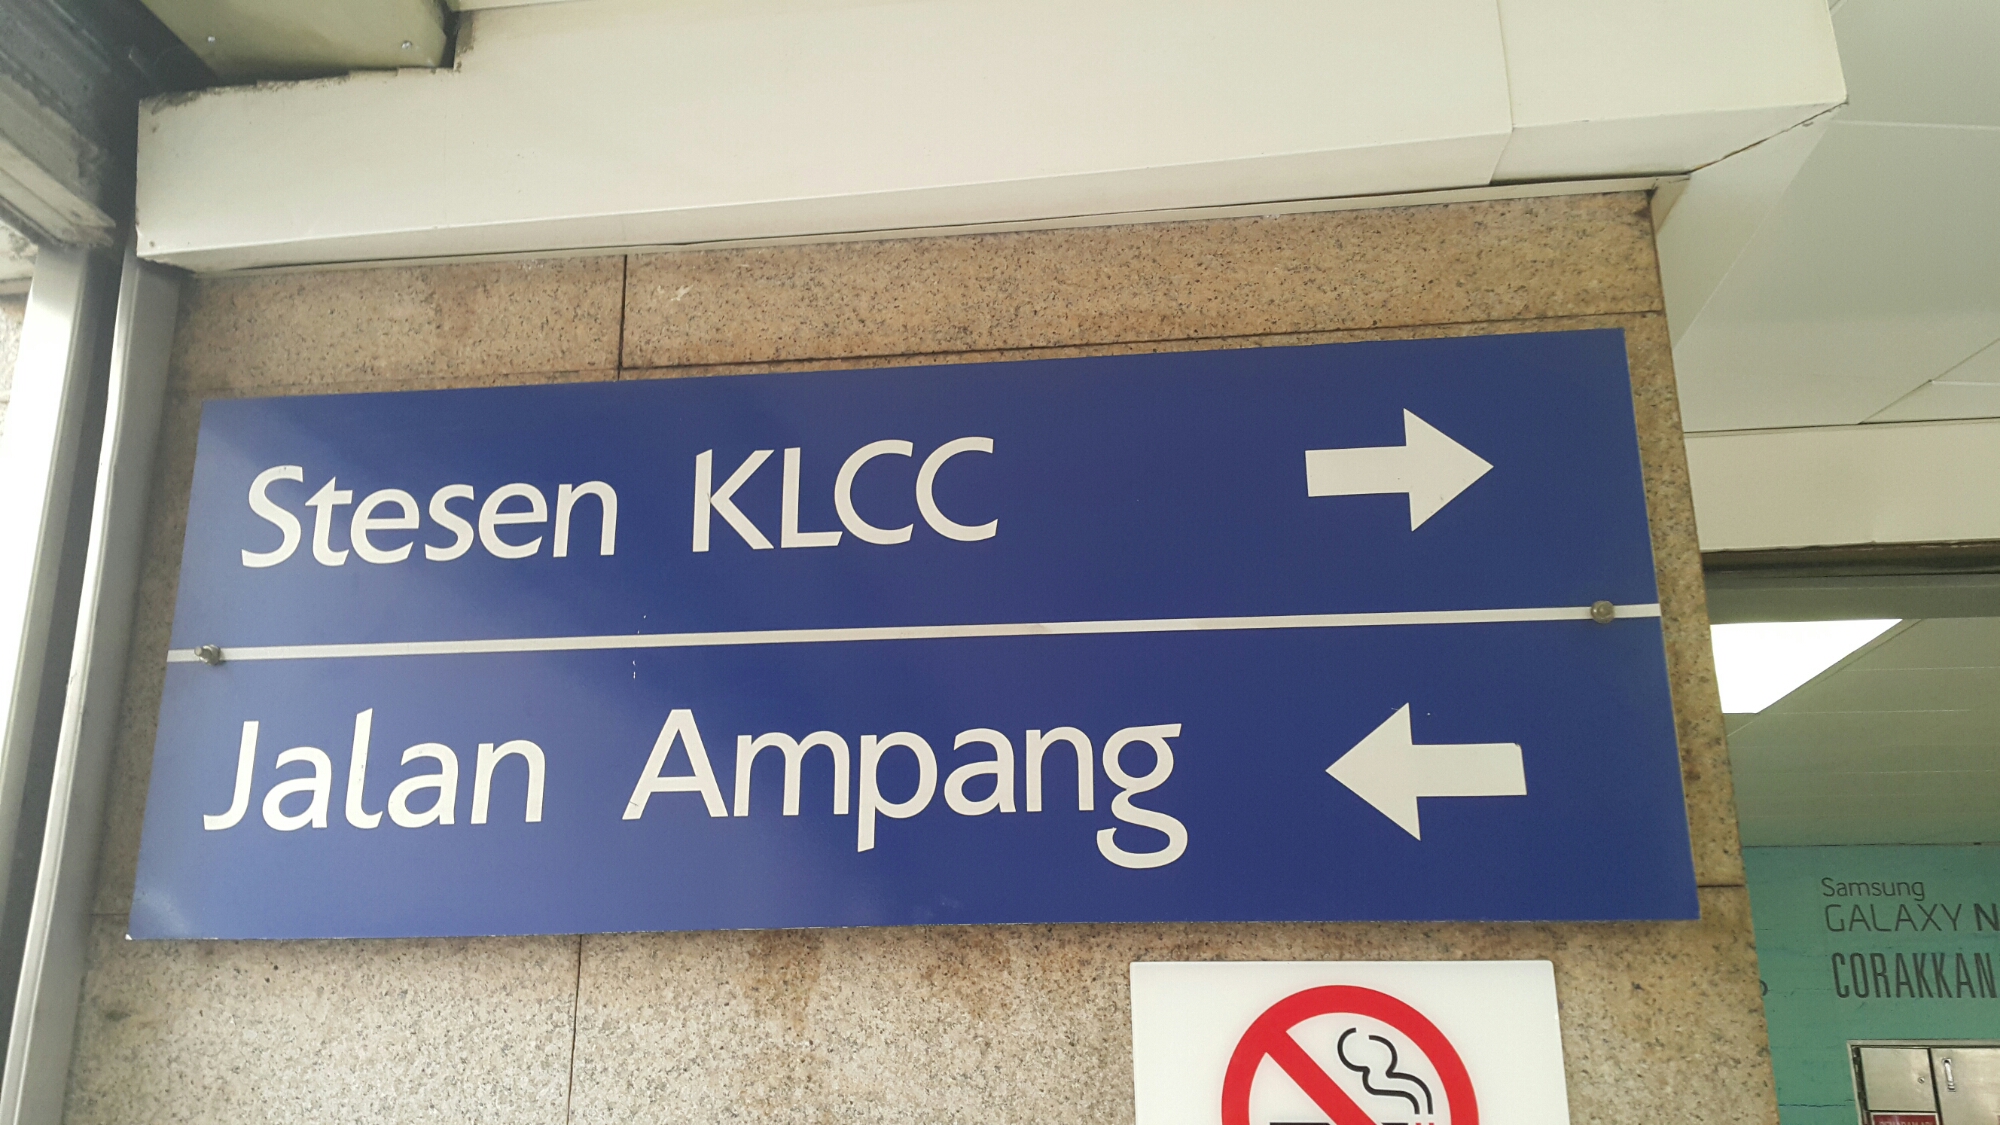 Stesen KLCC
Jalan Ampang
Samsung
GALAXY
CORAKKAN